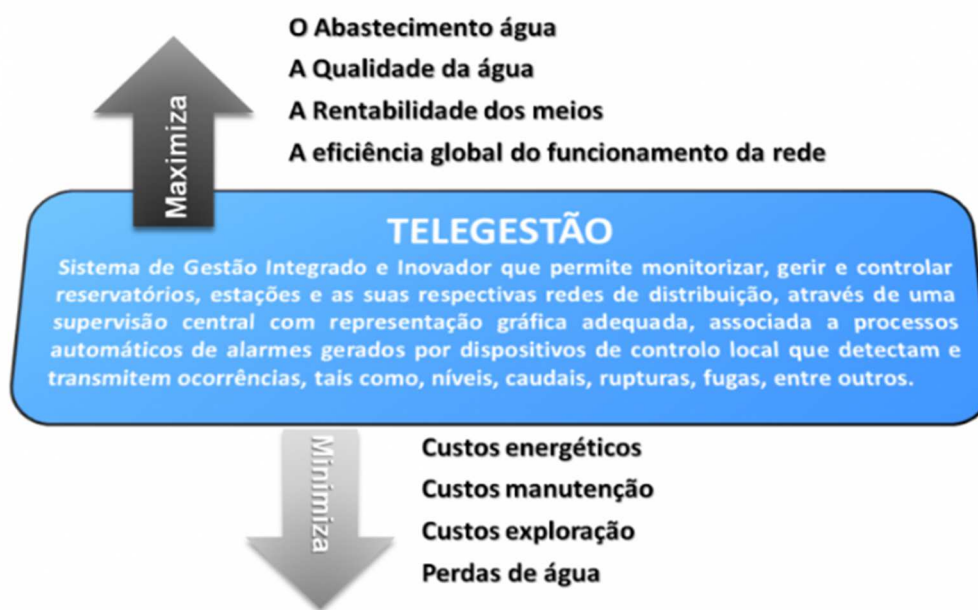 O Abastecimento água
A Qualidade da água
A Rentabilidade dos meios
A eficiência global do funcionamento da rede
Maximiza
TELEGESTÃO
Sistema de Gestão Integrado e Inovador que permite monitorizar, gerir e controlar
reservatórios, estações e as suas respectivas redes de distribuição, através de uma
supervisão central com representação gráfica adequada, associada a processos
automáticos de alarmes gerados por dispositivos de controlo local que detectam e
transmitem ocorrências, tais como, níveis, caudais, rupturas, fugas, entre outros.
Minimiza
Custos energéticos
Custos manutenção
Custos exploração
Perdas de água